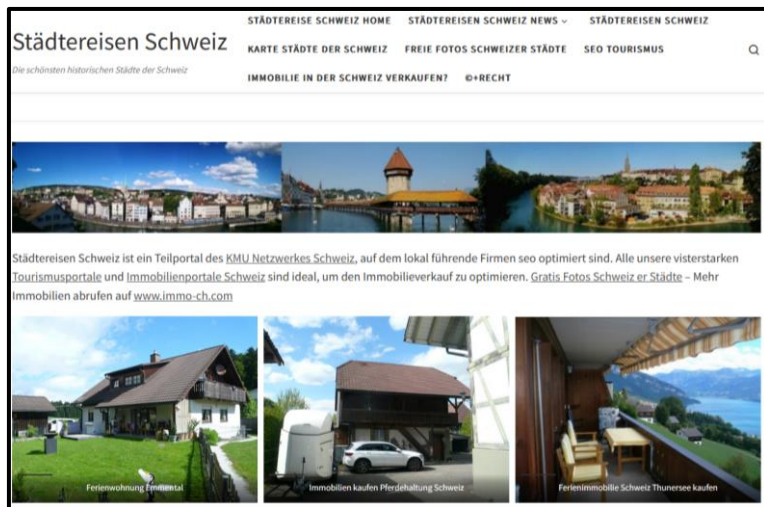 Städtereisen Schweiz
Die schönsten historischen Städte der Schweiz
STÄDTEREISE SCHWEIZ HOME STÄDTEREISEN SCHWEIZ NEWS STÄDTEREISEN SCHWEIZ
KARTE STÄDTE DER SCHWEIZ FREIE FOTOS SCHWEIZER STÄDTE SEO TOURISMUS
IMMOBILIE IN DER SCHWEIZ VERKAUFEN? ©+RECHT
Städtereisen Schweiz ist ein Teilportal des KMU Netzwerkes Schweiz, auf dem lokal führende Firmen seo optimiert sind. Alle unsere visterstarken
Tourismusportale und Immobilienportale Schweiz sind ideal, um den Immobilieverkauf zu optimieren. Gratis Fotos Schweiz er Städte – Mehr
Immobilien abrufen auf www.immo-ch.com
Ferienwohnung Emmental
Immobilien kaufen Pferdehaltung Schweiz
Ferienimmobilie Schweiz Thunersee kaufen